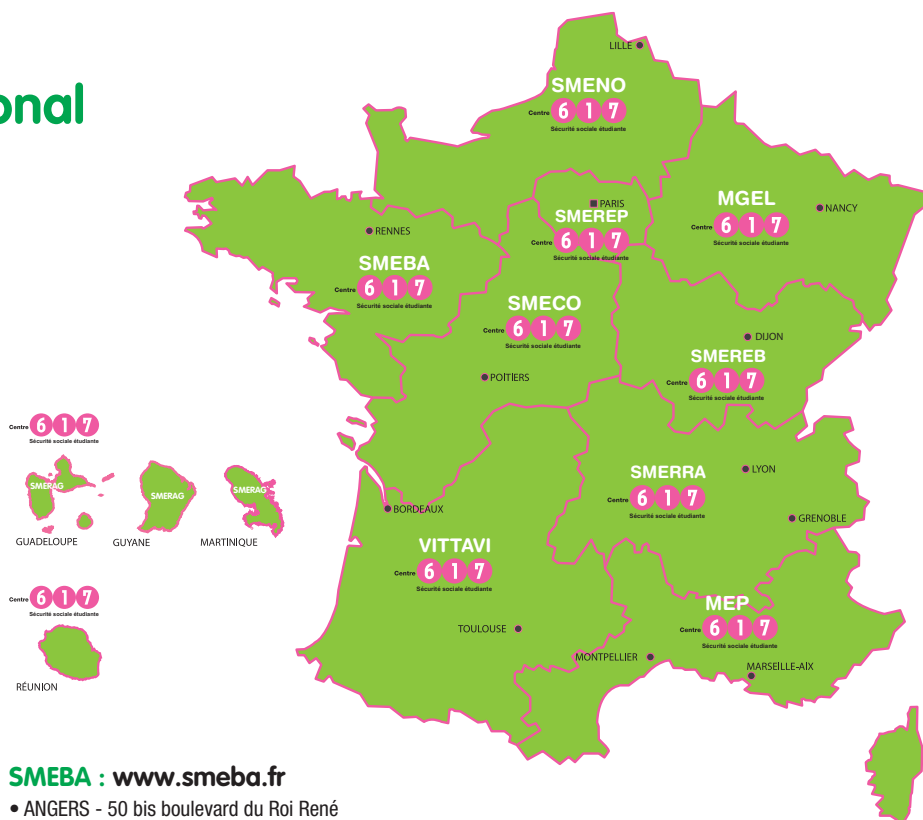 onal
LILLE
SMENO
Centre 6 1 7
Sécurité sociale étudiante
MGEL
Centre 6 1 7
Sécurité sociale étudiante
NANCY
PARIS
SMEREP
Centre 6 1 7
Sécurité sociale étudiante
RENNES
SMEBA
Centre 6 1 7
Sécurité sociale étudiante
SMECO
Centre 6 1 7
Sécurité sociale étudiante
POITIERS
DIJON
SMEREB
Centre 6 1 7
Sécurité sociale étudiante
Centre 6 1 7
Sécurité sociale étudiante
SMERAG
SMERAG
SMERAG
GUADELOUPE
GUYANE
MARTINIQUE
LYON
SMERRA
Centre 6 1 7
Sécurité sociale étudiante
GRENOBLE
BORDEAUX
VITTAVI
Centre 6 1 7
Sécurité sociale étudiante
TOULOUSE
Centre 6 1 7
Sécurité sociale étudiante
RÉUNION
MEP
Centre 6 1 7
MONTPELLIER
Sécurité sociale étudiante
MARSEILLE-AIX
SMEBA : www.smeba.fr
• ANGERS - 50 bis boulevard du Roi René